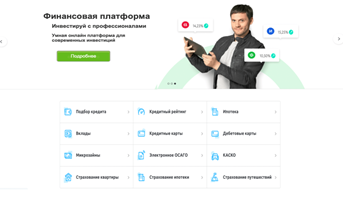 Финансовая платформа
Инвестируй с профессионалами
Умная онлайн платформа для
современных инвестиций
Подробнее
Подбор кредита
Кредитный рейтинг
Ипотека
Вклады
Кредитные карты
Дебетовые карты
Микрозаймы
Электронное ОСАГО
КАСКО
Страхование квартиры
Страхование ипотеки
Страхование путешествий